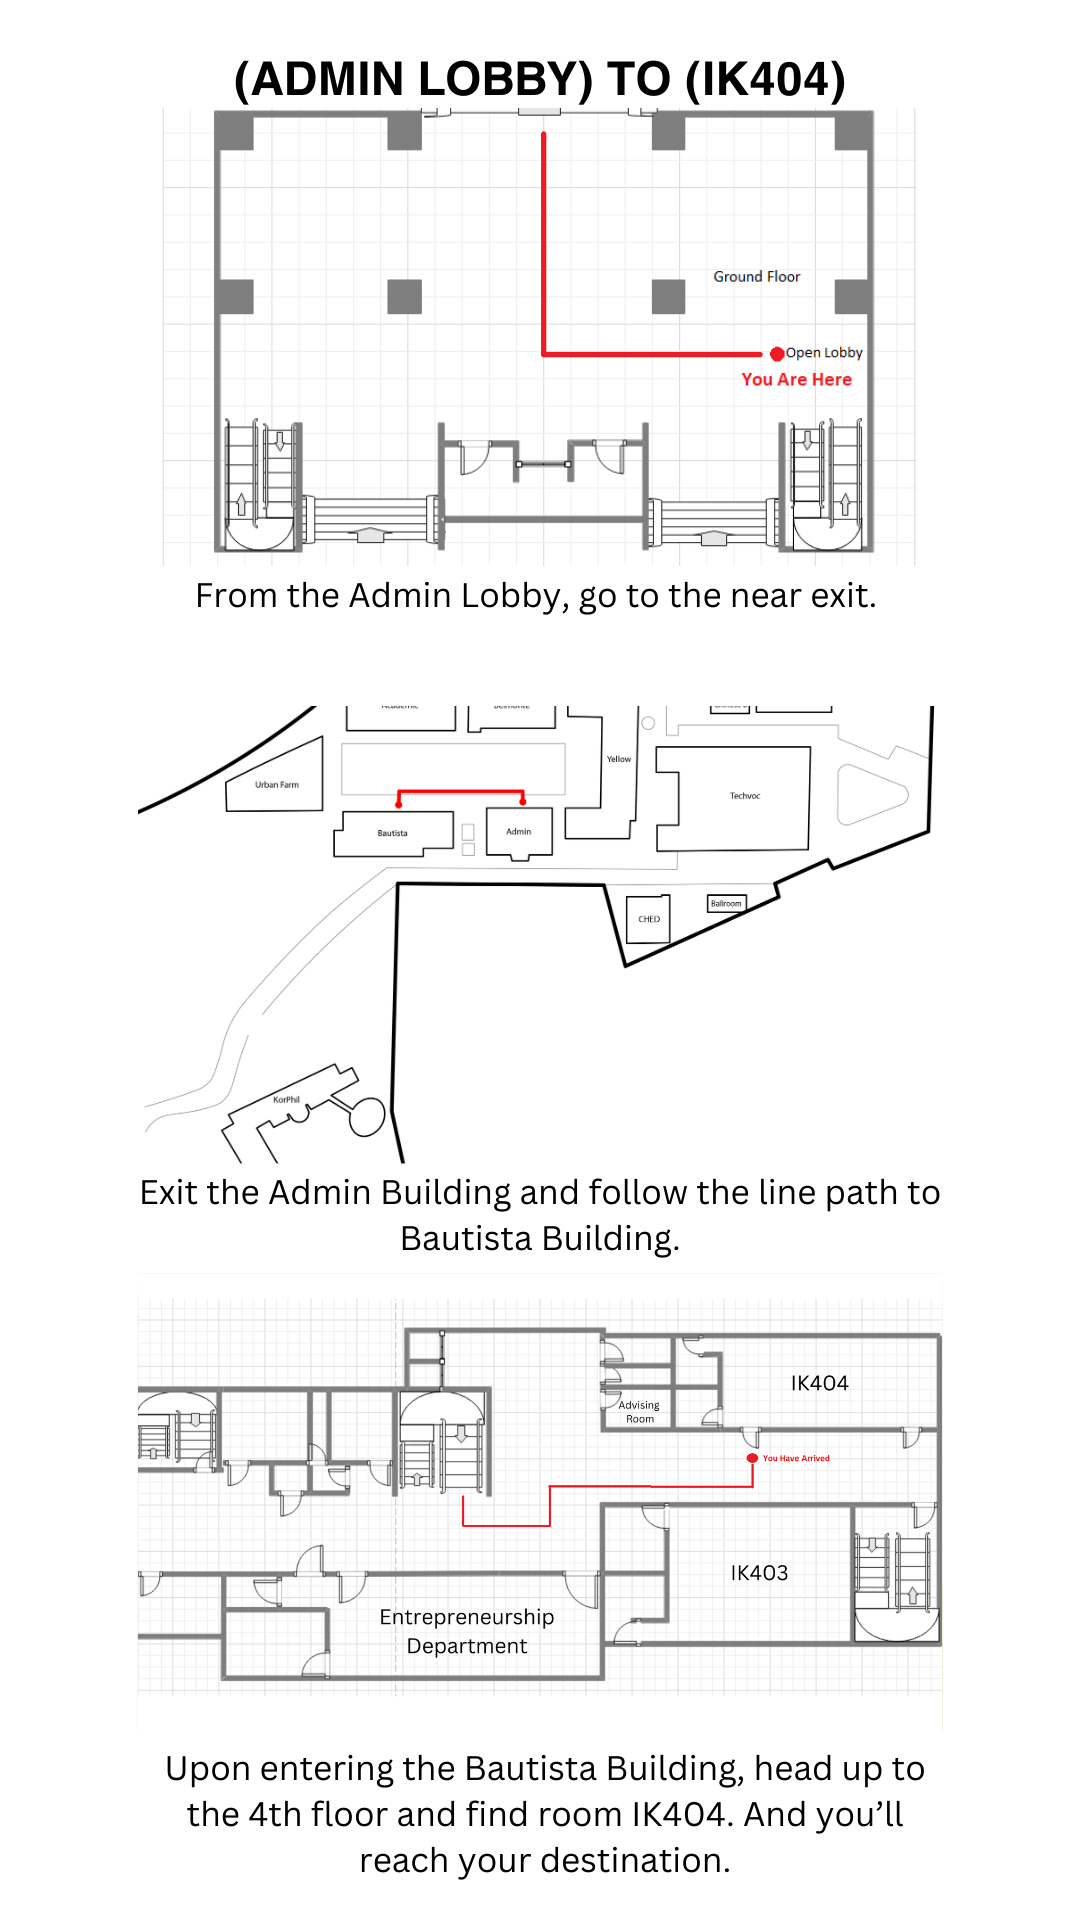 (ADMIN LOBBY) TO (IK404)
Ground Floor
Open Lobby
You Are Here
From the Admin Lobby, go to the near exit.
Urban Farm
Yellow
Techvoc
Bautista
Admin
CHED
Ballroom
KorPhil
Exit the Admin Building and follow the line path to
Bautista Building.
IK404
Advising
Room
You Have Arrived
IK403
Entrepreneurship
Department
Upon entering the Bautista Building, head up to
the 4th floor and find room IK404. And you’ll
reach your destination.